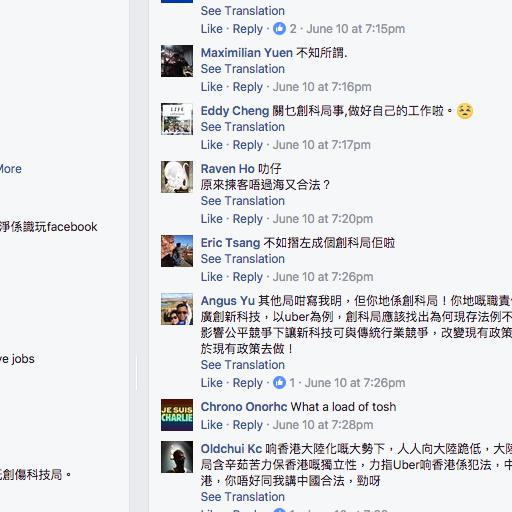 See Translation
Like · Reply · 2 · June 10 at 7:15pm
Maximilian Yuen 不知所謂.
See Translation
Like · Reply · June 10 at 7:16pm
Eddy Cheng 關乜創科局事,做好自己的工作啦。😣
See Translation
Like · Reply · June 10 at 7:17pm
More
Raven Ho 叻仔
原來揀客唔過海又合法？
See Translation
Like · Reply · June 10 at 7:20pm
淨係識玩facebook
Eric Tsang 不如摺左成個創科局佢啦
See Translation
Like · Reply · June 10 at 7:26pm
Angus Yu 其他局咁寫我明，但你地係創科局！你地嘅職責
廣創新科技，以uber為例，創科局應該找出為何現存法例不
影響公平競爭下讓新科技可與傳統行業競爭，改變現有政策
於現有政策去做！
ve jobs
See Translation
Like · Reply · 1 · June 10 at 7:26pm
JE SUIS
CHARLIE
Chrono Onorhc What a load of tosh
Like · Reply · June 10 at 7:28pm
Oldchui Kc 响香港大陸化嘅大勢下，人人向大陸跪低，大陸
局含辛茹苦力保香港嘅獨立性，力指Uber响香港係犯法，中
創傷科技局。
港，你唔好同我講中國合法，勁呀
See Translation